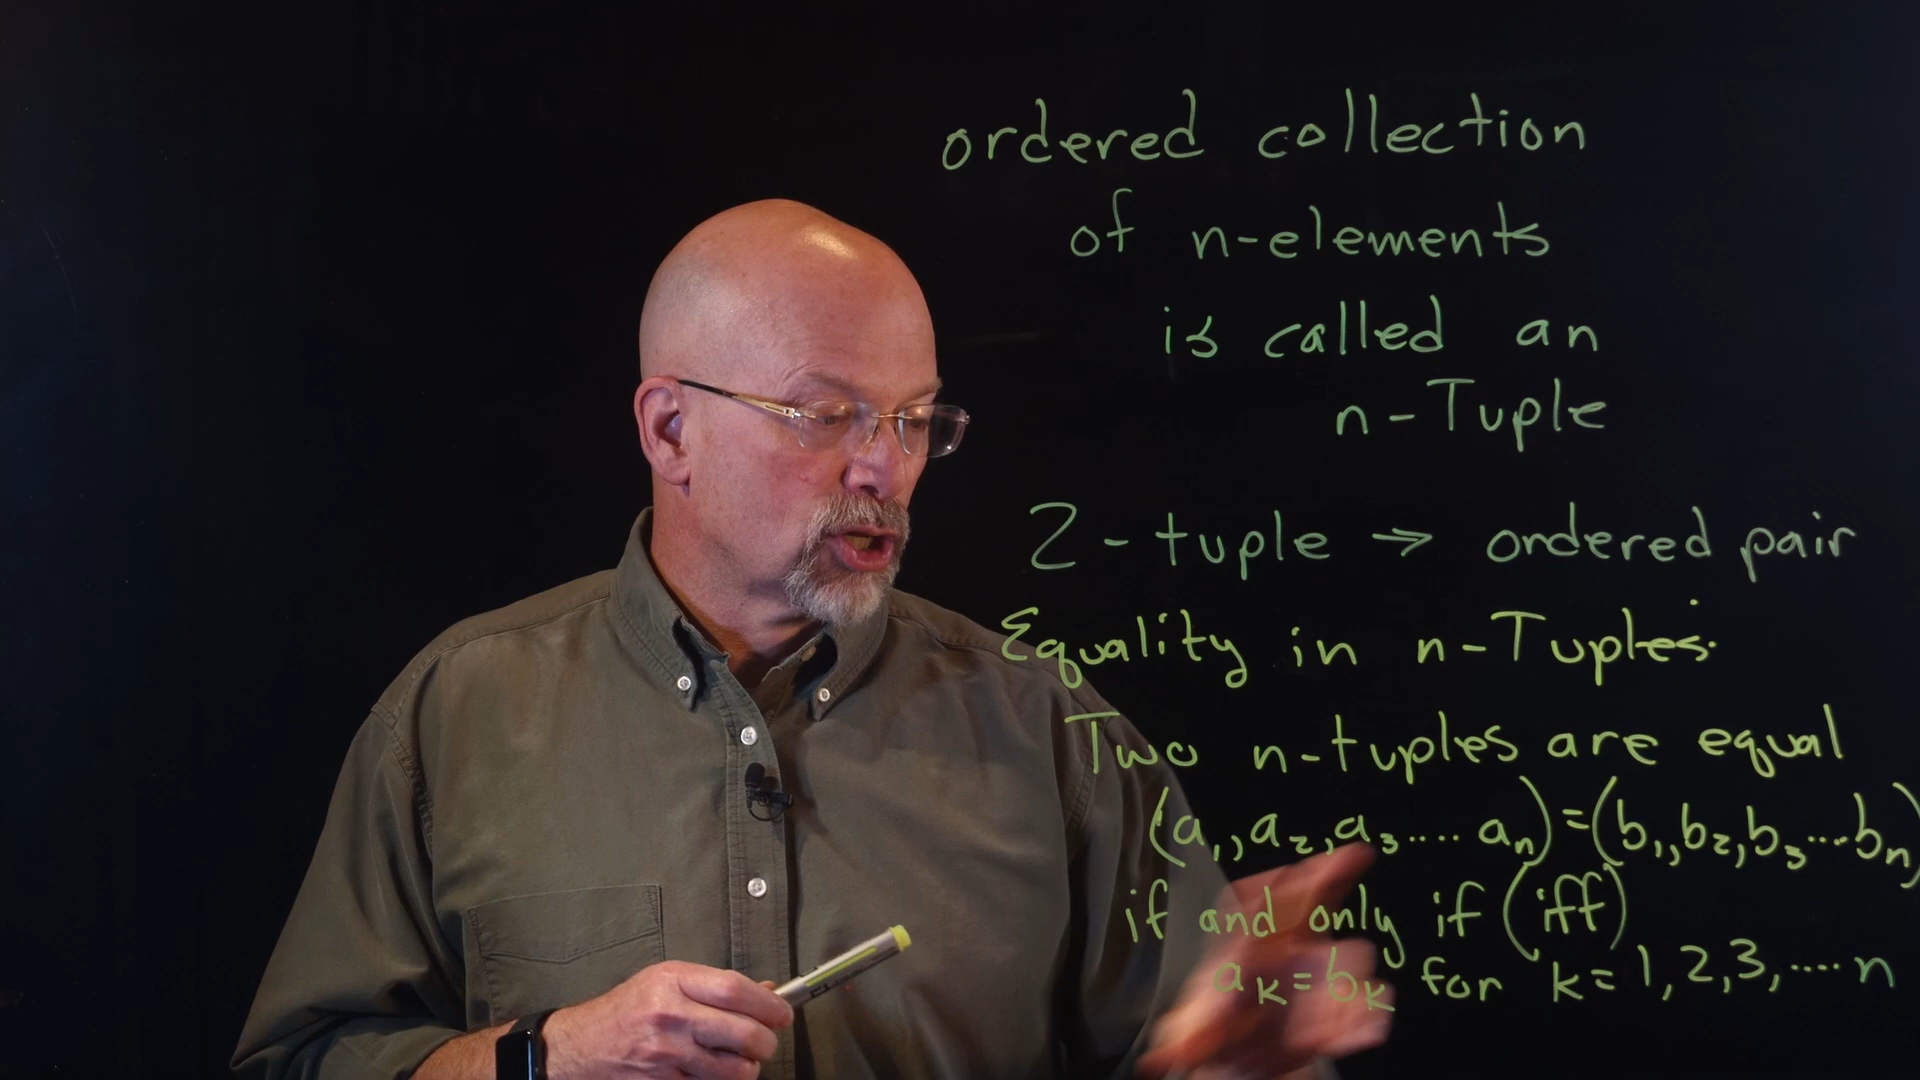 ordered collection
of n-elements
is called an
n-Tuple
2-tuple → ordered pair
Equality in n-Tuples:
Two n-tuples are equal
(a₁, a₂, a₃.... aₙ) = (b₁, b₂, b₃....bₙ)
if and only if (iff)
aₖ = bₖ for k = 1, 2, 3, .... n